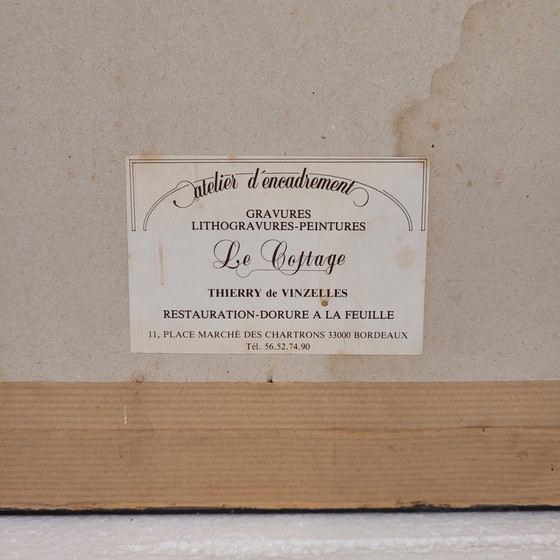 atelier d'encadrement
GRAVURES
LITHOGRAVURES-PEINTURES
Le Cottage
THIERRY de VINZELLES
RESTAURATION-DORURE A LA FEUILLE
11, PLACE MARCHÉ DES CHARTRONS 33000 BORDEAUX
Tél. 56.52.74.90